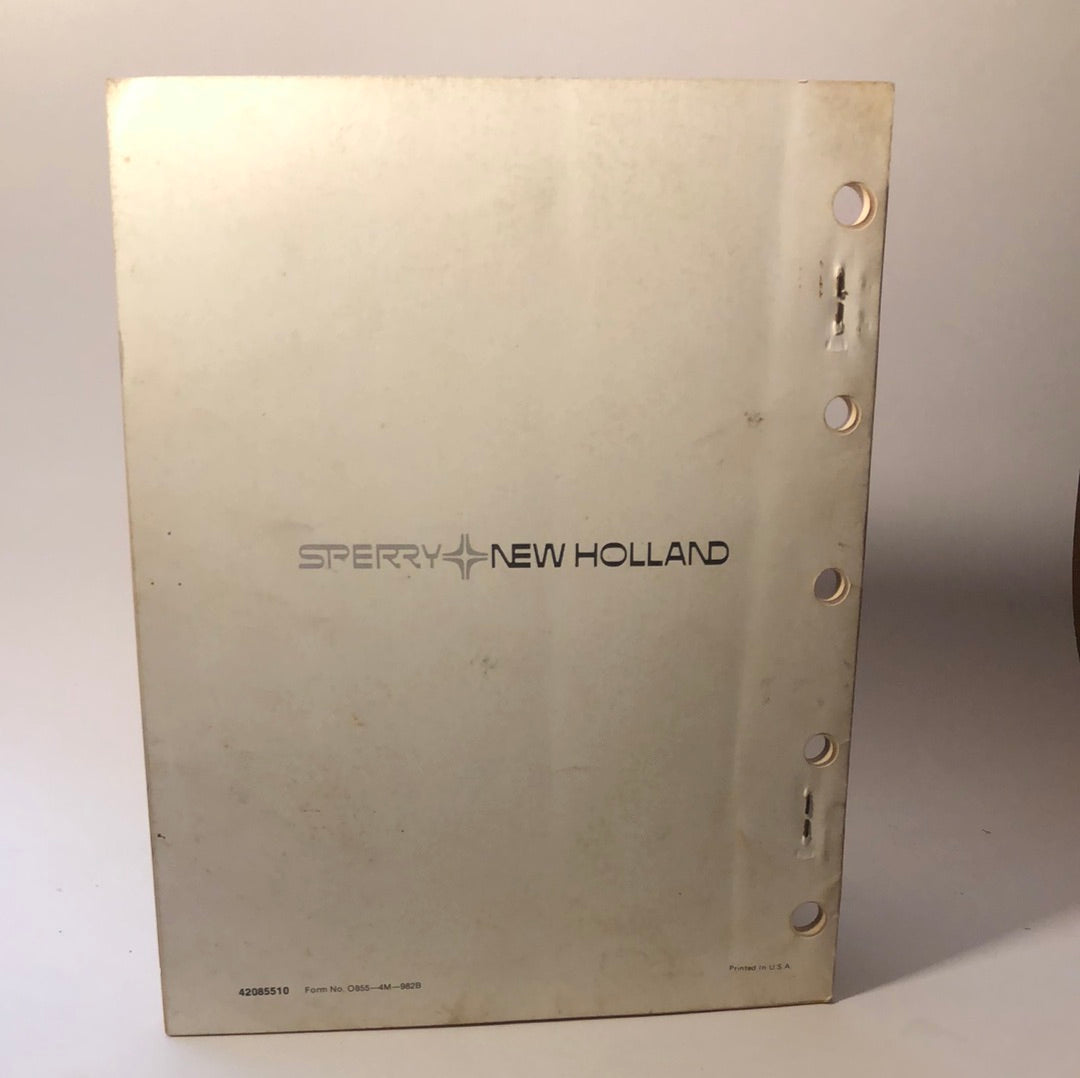 SPERRY NEW HOLLAND
Printed In U.S.A.
42085510 Form No. O855—4M—982B